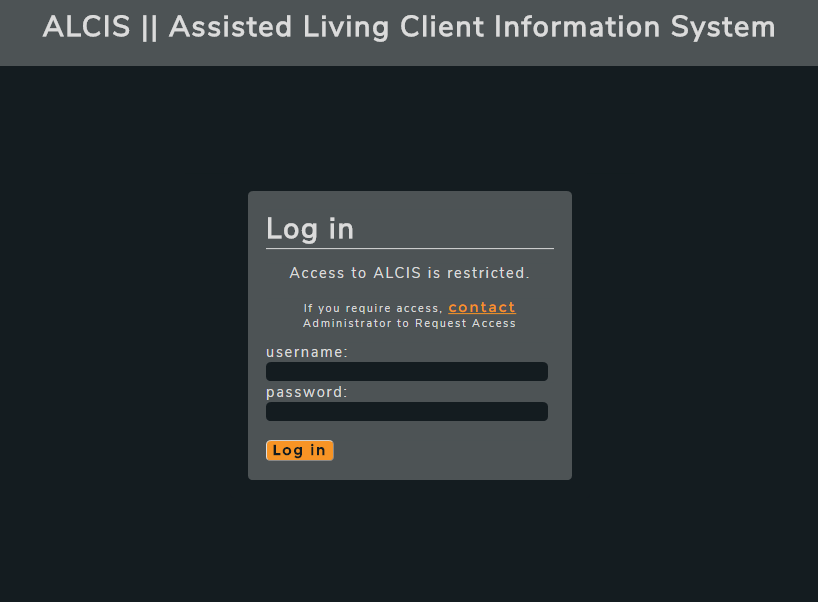 ALCIS || Assisted Living Client Information System
Log in
Access to ALCIS is restricted.
If you require access, contact
Administrator to Request Access
username:
password:
Log in